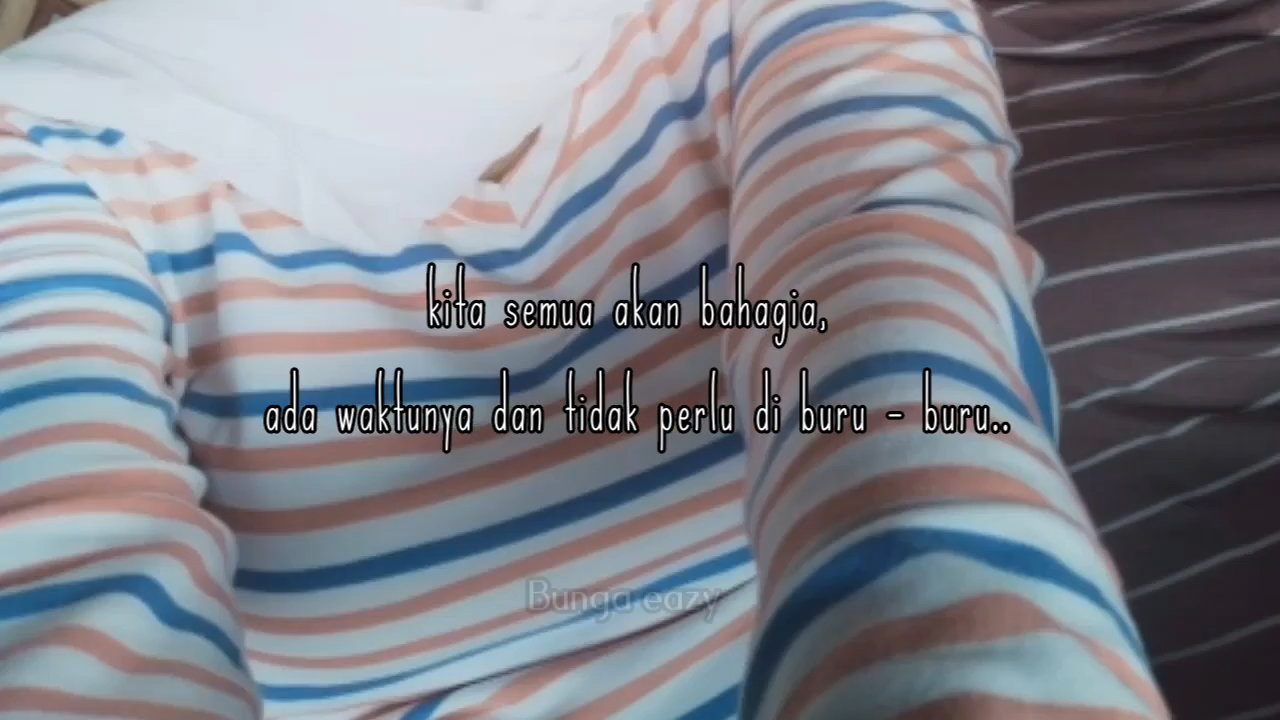 kita semua akan bahagia,
ada waktunya dan tidak perlu di buru - buru..
Bunga eazy